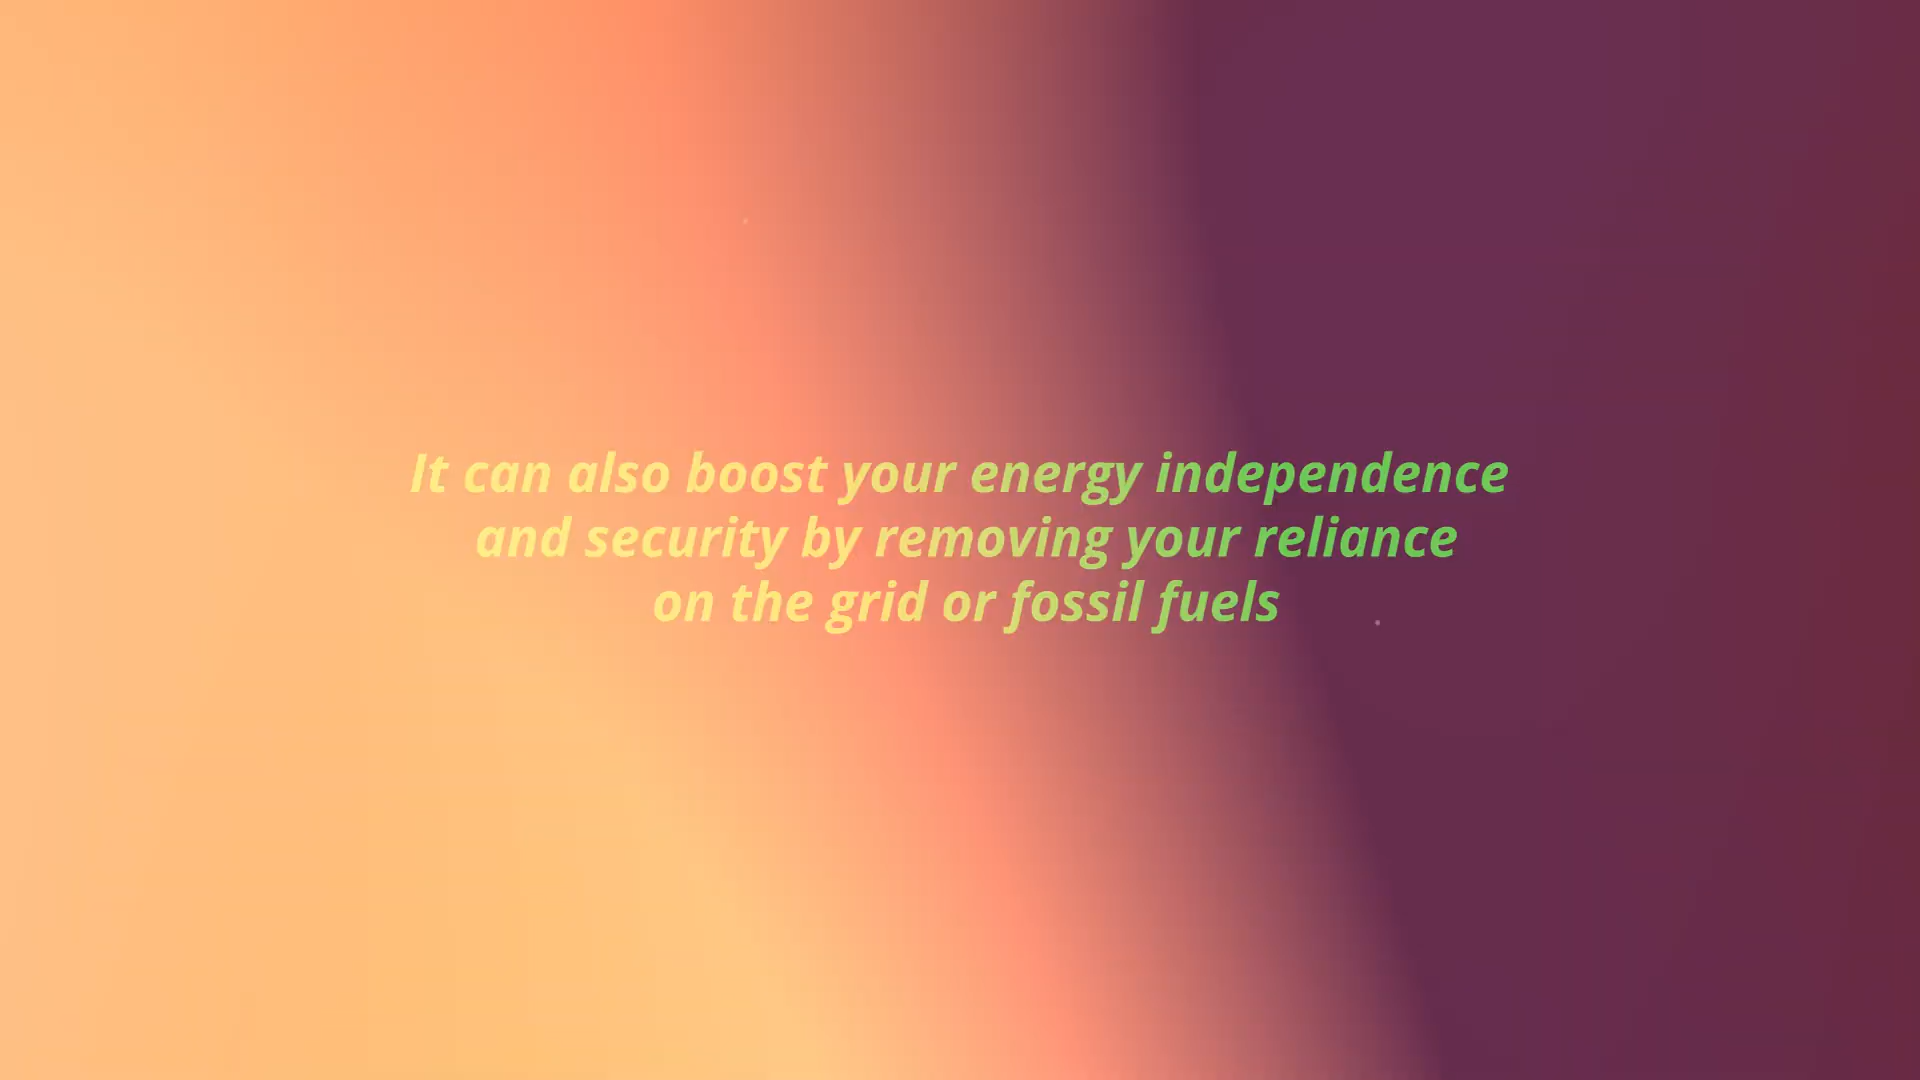 It can also boost your energy independence
and security by removing your reliance
on the grid or fossil fuels